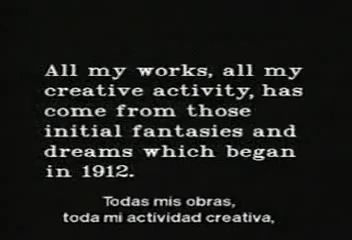 All my works, all my
creative activity, has
come from those
initial fantasies and
dreams which began
in 1912.
Todas mis obras,
toda mi actividad creativa,